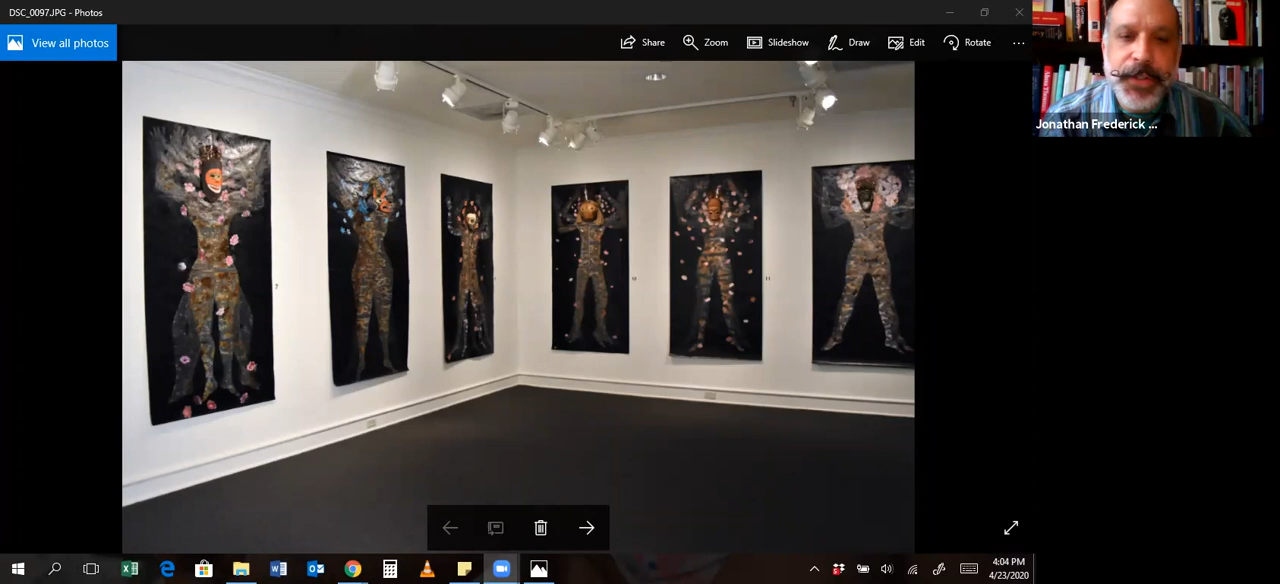 DSC_0097.JPG - Photos
View all photos
Share
Zoom
Slideshow
Draw
Edit
Rotate
Jonathan Frederick ...
4:04 PM
4/23/2020